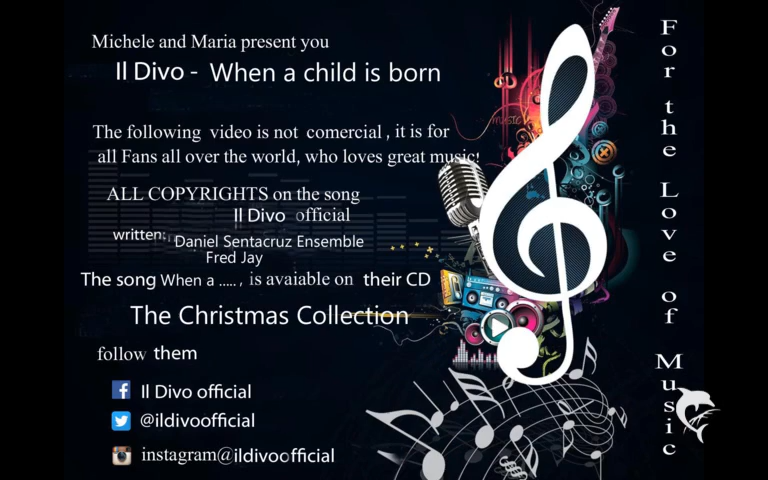 Michele and Maria present you
Il Divo - When a child is born
The following video is not comercial , it is for
all Fans all over the world, who loves great music!
ALL COPYRIGHTS on the song
Il Divo official
written:
Daniel Sentacruz Ensemble
Fred Jay
The song When a ..... , is avaiable on their CD
The Christmas Collection
follow them
Il Divo official
@ildivoofficial
instagram@ildivoofficial
For the Love of Music
MUSIC